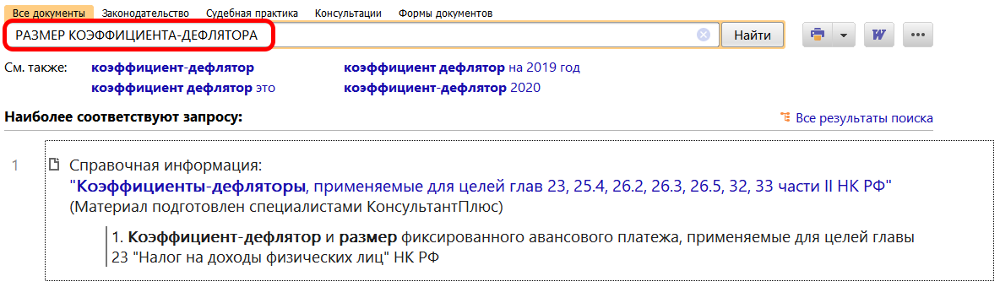 Все документы Законодательство Судебная практика Консультации Формы документов
РАЗМЕР КОЭФФИЦИЕНТА-ДЕФЛЯТОРА Найти W
См. также: коэффициент-дефлятор коэффициент дефлятор на 2019 год
коэффициент дефлятор это коэффициент-дефлятор 2020
Наиболее соответствуют запросу: Все результаты поиска
1 Справочная информация:
"Коэффициенты-дефляторы, применяемые для целей глав 23, 25.4, 26.2, 26.3, 26.5, 32, 33 части II НК РФ"
(Материал подготовлен специалистами КонсультантПлюс)
1. Коэффициент-дефлятор и размер фиксированного авансового платежа, применяемые для целей главы
23 "Налог на доходы физических лиц" НК РФ